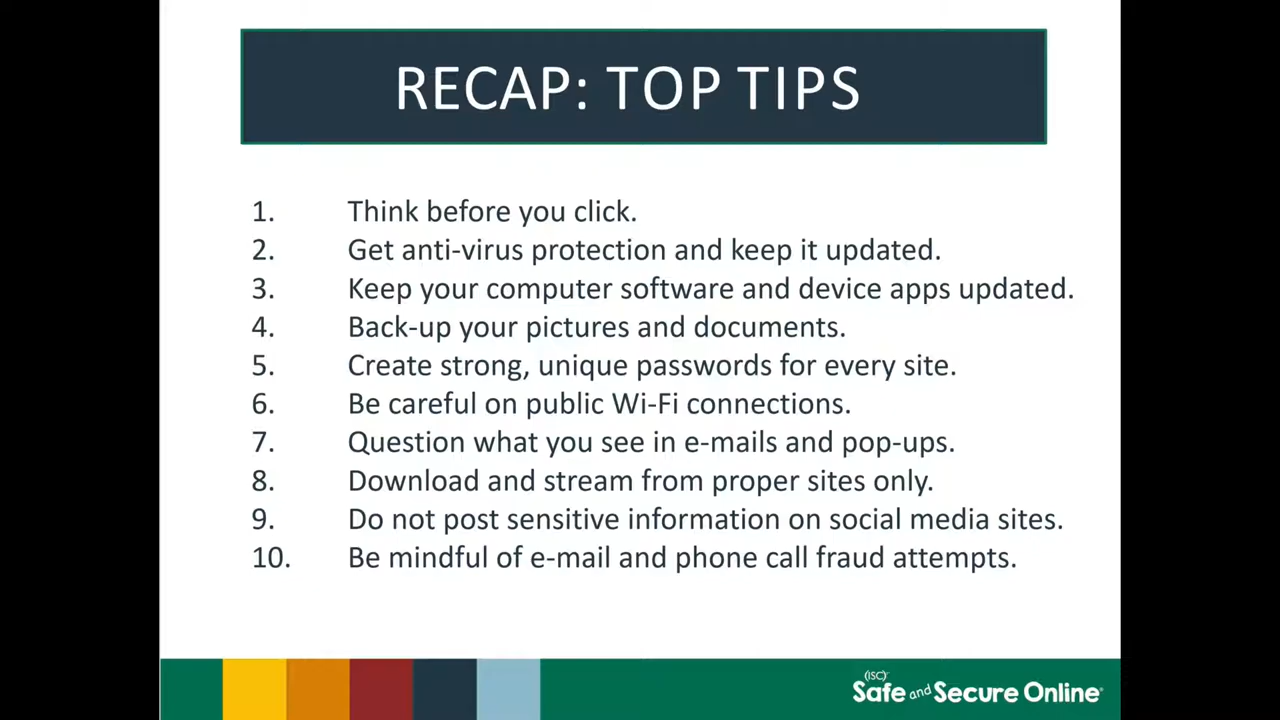 RECAP: TOP TIPS
1. Think before you click.
2. Get anti-virus protection and keep it updated.
3. Keep your computer software and device apps updated.
4. Back-up your pictures and documents.
5. Create strong, unique passwords for every site.
6. Be careful on public Wi-Fi connections.
7. Question what you see in e-mails and pop-ups.
8. Download and stream from proper sites only.
9. Do not post sensitive information on social media sites.
10. Be mindful of e-mail and phone call fraud attempts.
(ISC)²
Safe and Secure Online®